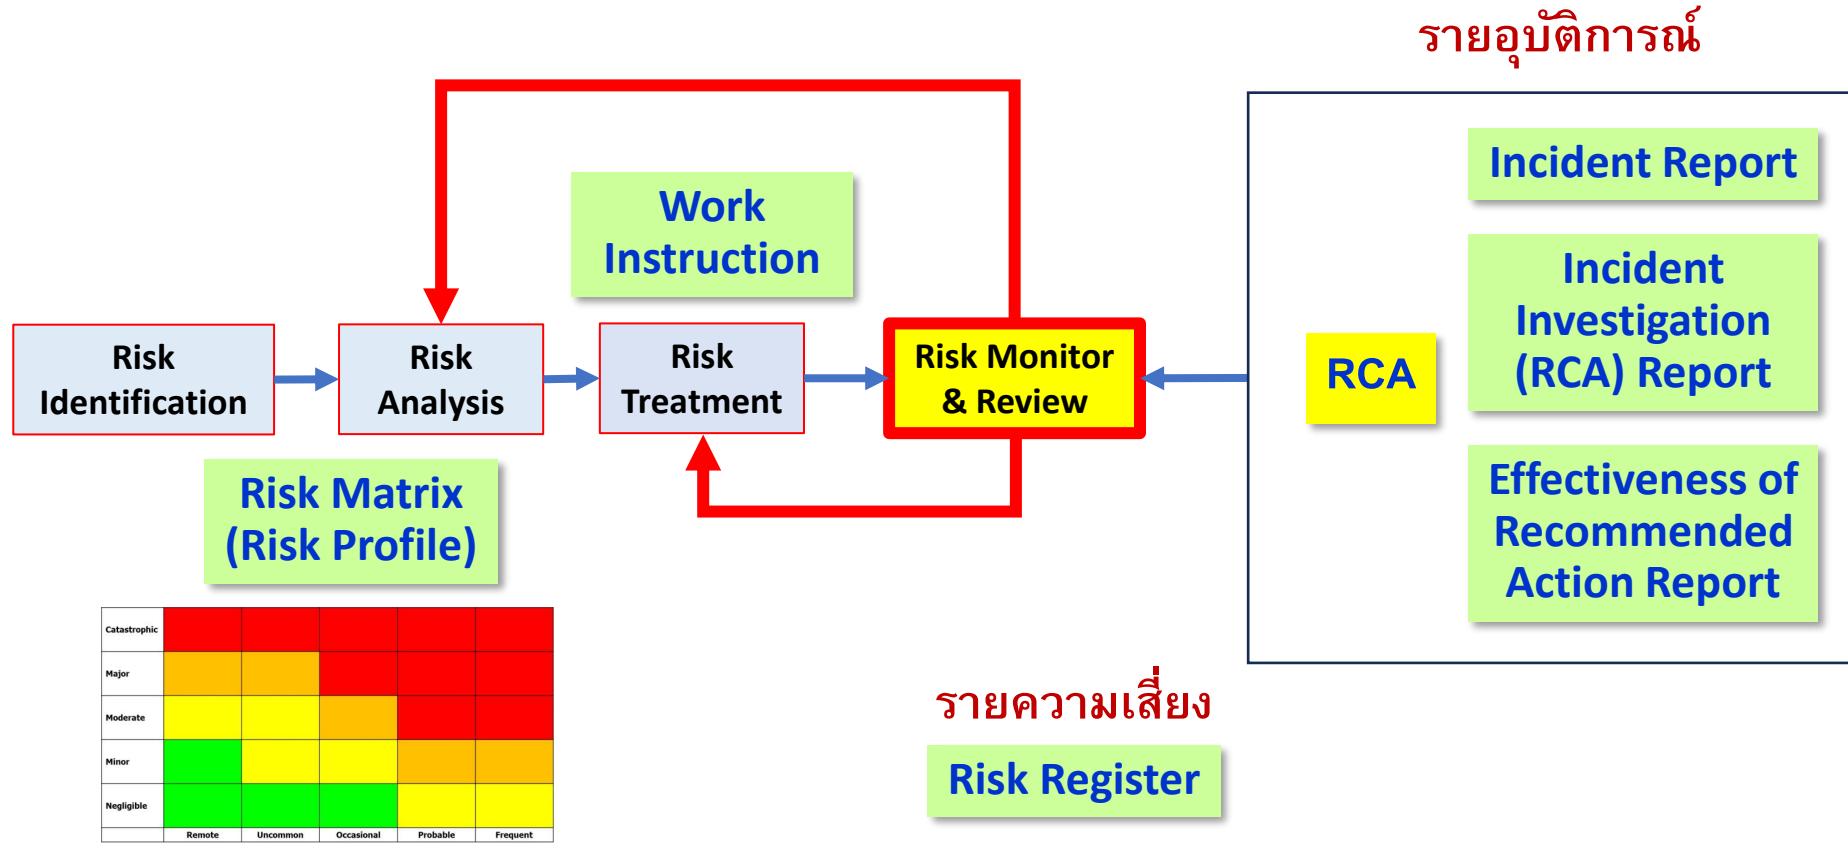 รายอุบัติการณ์
Incident Report
Work
Instruction
Incident
Investigation
(RCA) Report
Risk
Identification
Risk
Analysis
Risk
Treatment
Risk Monitor
& Review
RCA
Risk Matrix
(Risk Profile)
Effectiveness of
Recommended
Action Report
Catastrophic
Major
Moderate
Minor
Negligible
Remote Uncommon Occasional Probable Frequent
รายความเสี่ยง
Risk Register